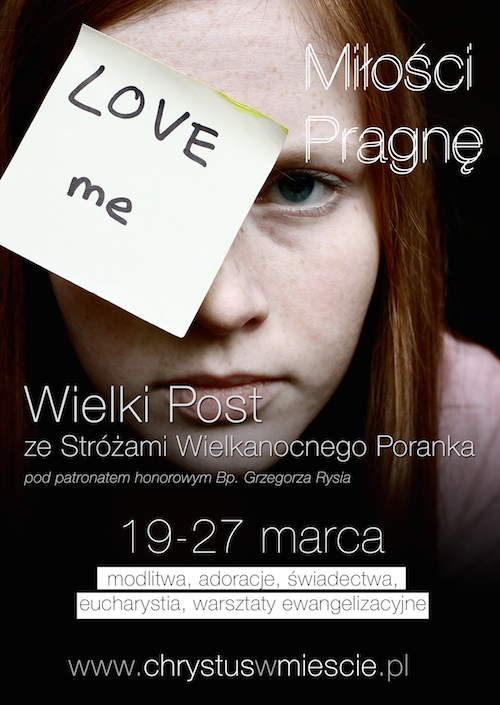 LOVE
me
Miłości
Pragnę
Wielki Post
ze Stróżami Wielkanocnego Poranka
pod patronatem honorowym Bp. Grzegorza Rysia
19-27 marca
modlitwa, adoracje, świadectwa,
eucharystia, warsztaty ewangelizacyjne
www.chrystuswmiescie.pl